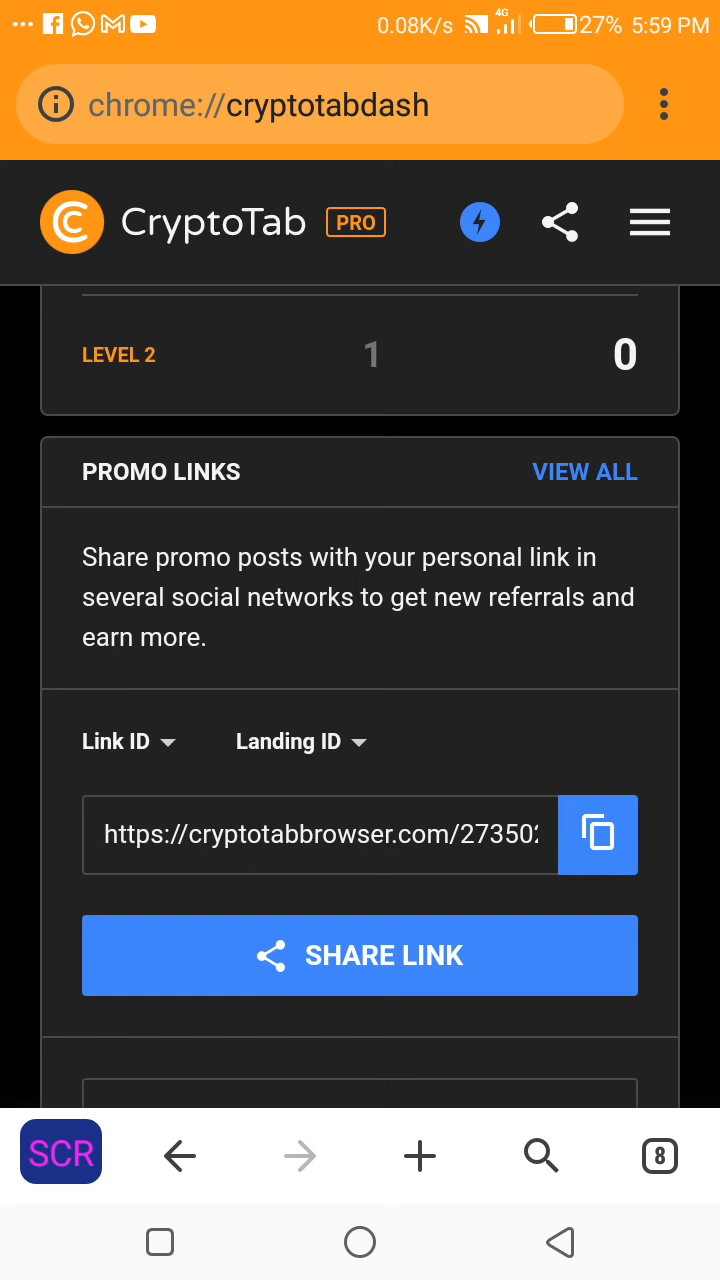 0.08K/s 4G 27% 5:59 PM
chrome://cryptotabdash
CryptoTab PRO
LEVEL 2 1 0
PROMO LINKS VIEW ALL
Share promo posts with your personal link in
several social networks to get new referrals and
earn more.
Link ID Landing ID
https://cryptotabbrowser.com/27350
SHARE LINK
SCR 8